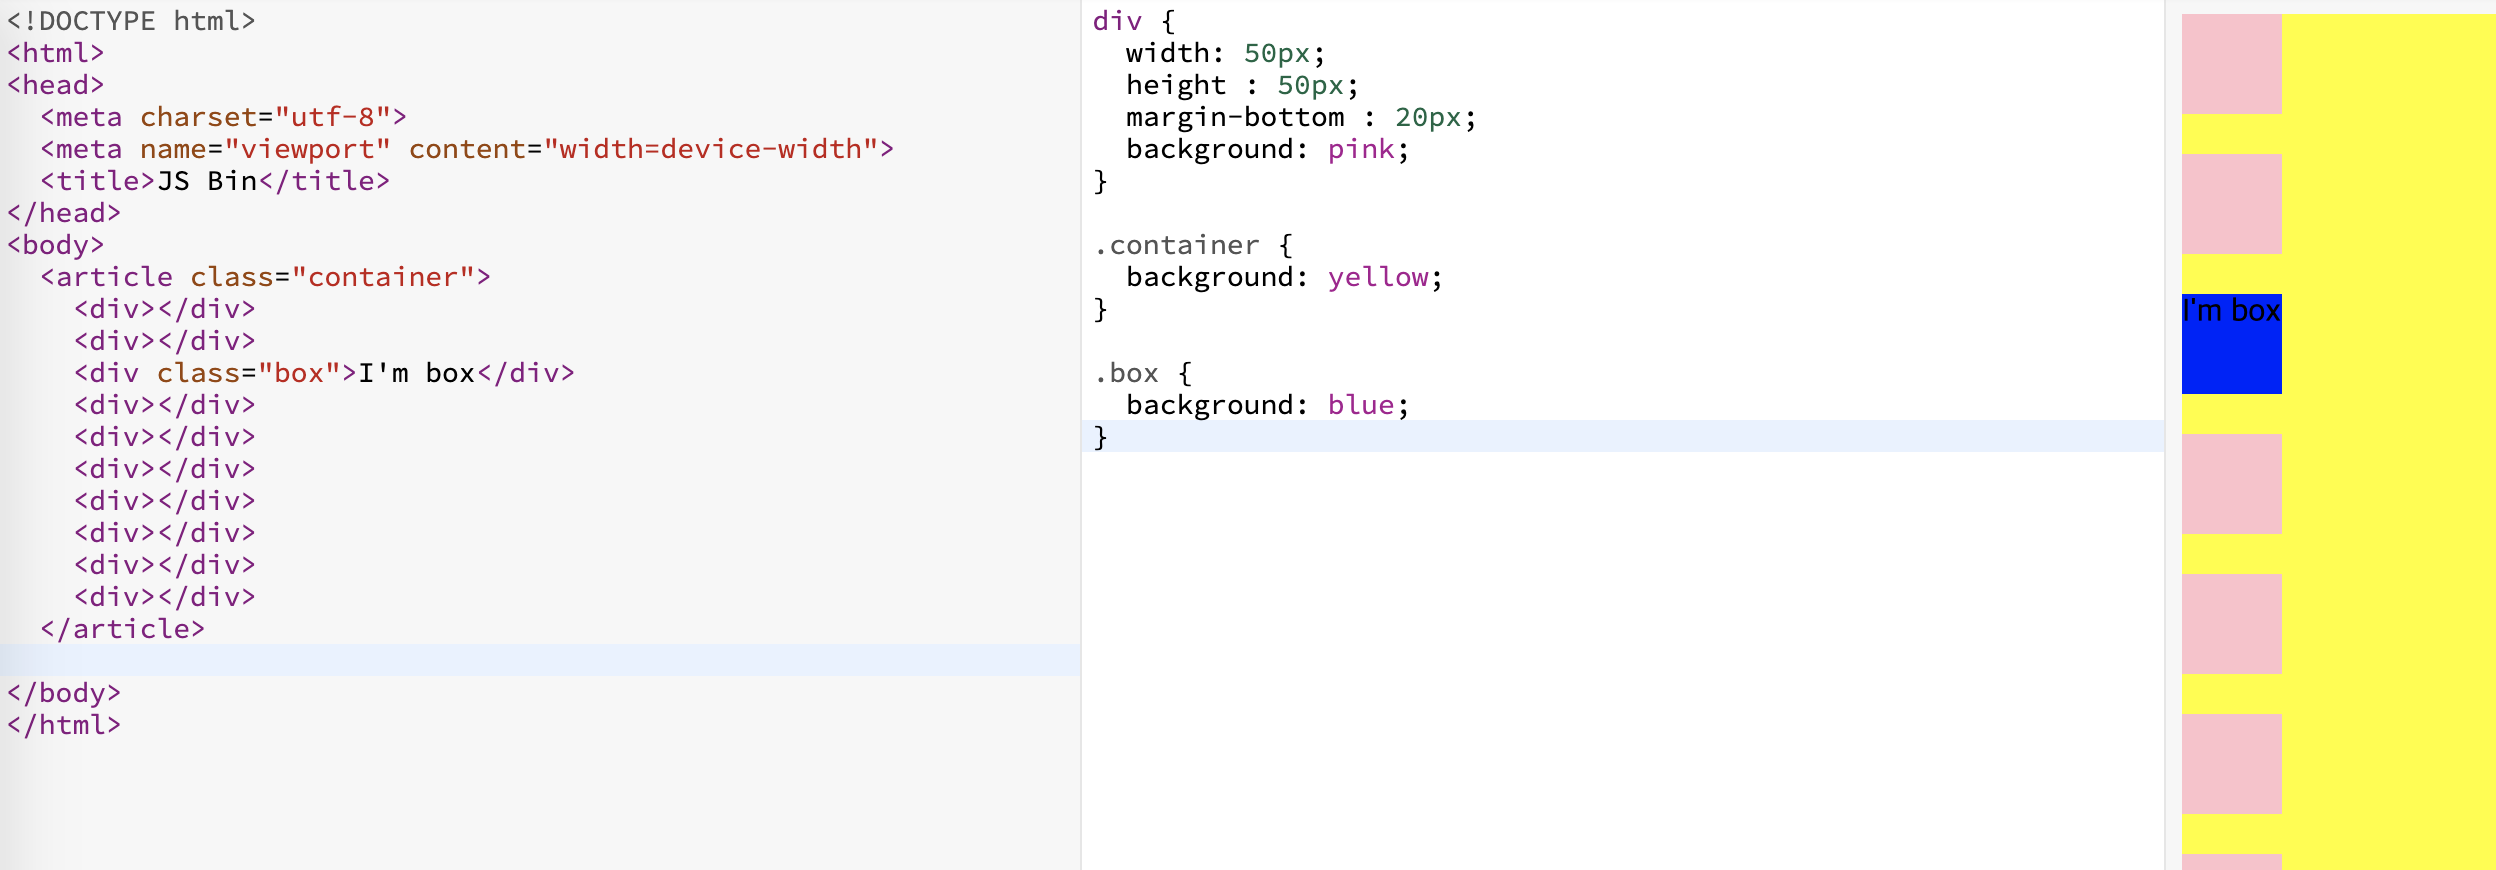 <!DOCTYPE html>
<html>
<head>
  <meta charset="utf-8">
  <meta name="viewport" content="width=device-width">
  <title>JS Bin</title>
</head>
<body>
  <article class="container">
    <div></div>
    <div></div>
    <div class="box">I'm box</div>
    <div></div>
    <div></div>
    <div></div>
    <div></div>
    <div></div>
    <div></div>
    <div></div>
  </article>
</body>
</html>
div {
  width: 50px;
  height : 50px;
  margin-bottom : 20px;
  background: pink;
}
.container {
  background: yellow;
}
.box {
  background: blue;
}
I'm box